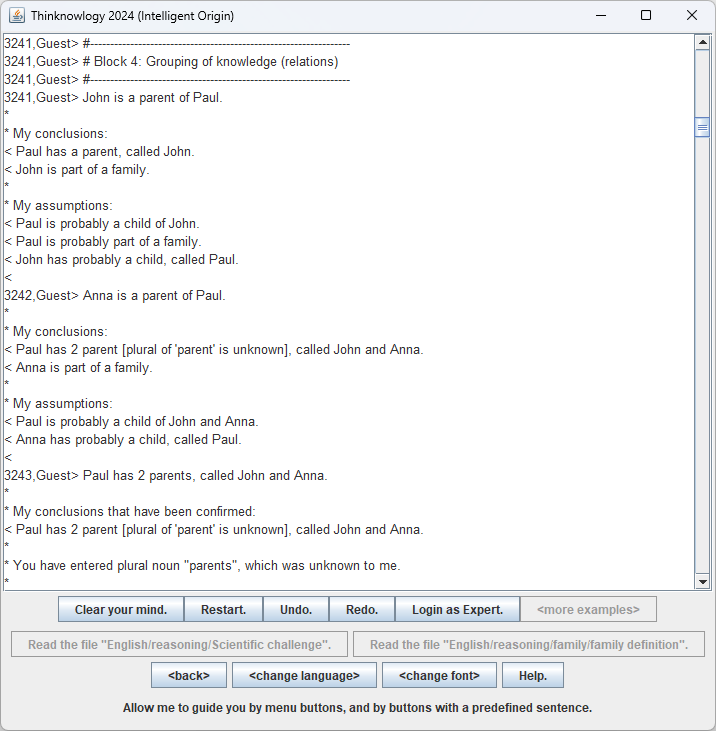 Thinknowlogy 2024 (Intelligent Origin)
3241,Guest> #-----------------------------------------------------------------
3241,Guest> # Block 4: Grouping of knowledge (relations)
3241,Guest> #-----------------------------------------------------------------
3241,Guest> John is a parent of Paul.
*
* My conclusions:
< Paul has a parent, called John.
< John is part of a family.
*
* My assumptions:
< Paul is probably a child of John.
< Paul is probably part of a family.
< John has probably a child, called Paul.
<
3242,Guest> Anna is a parent of Paul.
*
* My conclusions:
< Paul has 2 parent [plural of 'parent' is unknown], called John and Anna.
< Anna is part of a family.
*
* My assumptions:
< Paul is probably a child of John and Anna.
< Anna has probably a child, called Paul.
<
3243,Guest> Paul has 2 parents, called John and Anna.
*
* My conclusions that have been confirmed:
< Paul has 2 parent [plural of 'parent' is unknown], called John and Anna.
*
* You have entered plural noun "parents", which was unknown to me.
*
Clear your mind. Restart. Undo. Redo. Login as Expert. <more examples>
Read the file "English/reasoning/Scientific challenge". Read the file "English/reasoning/family/family definition".
<back> <change language> <change font> Help.
Allow me to guide you by menu buttons, and by buttons with a predefined sentence.